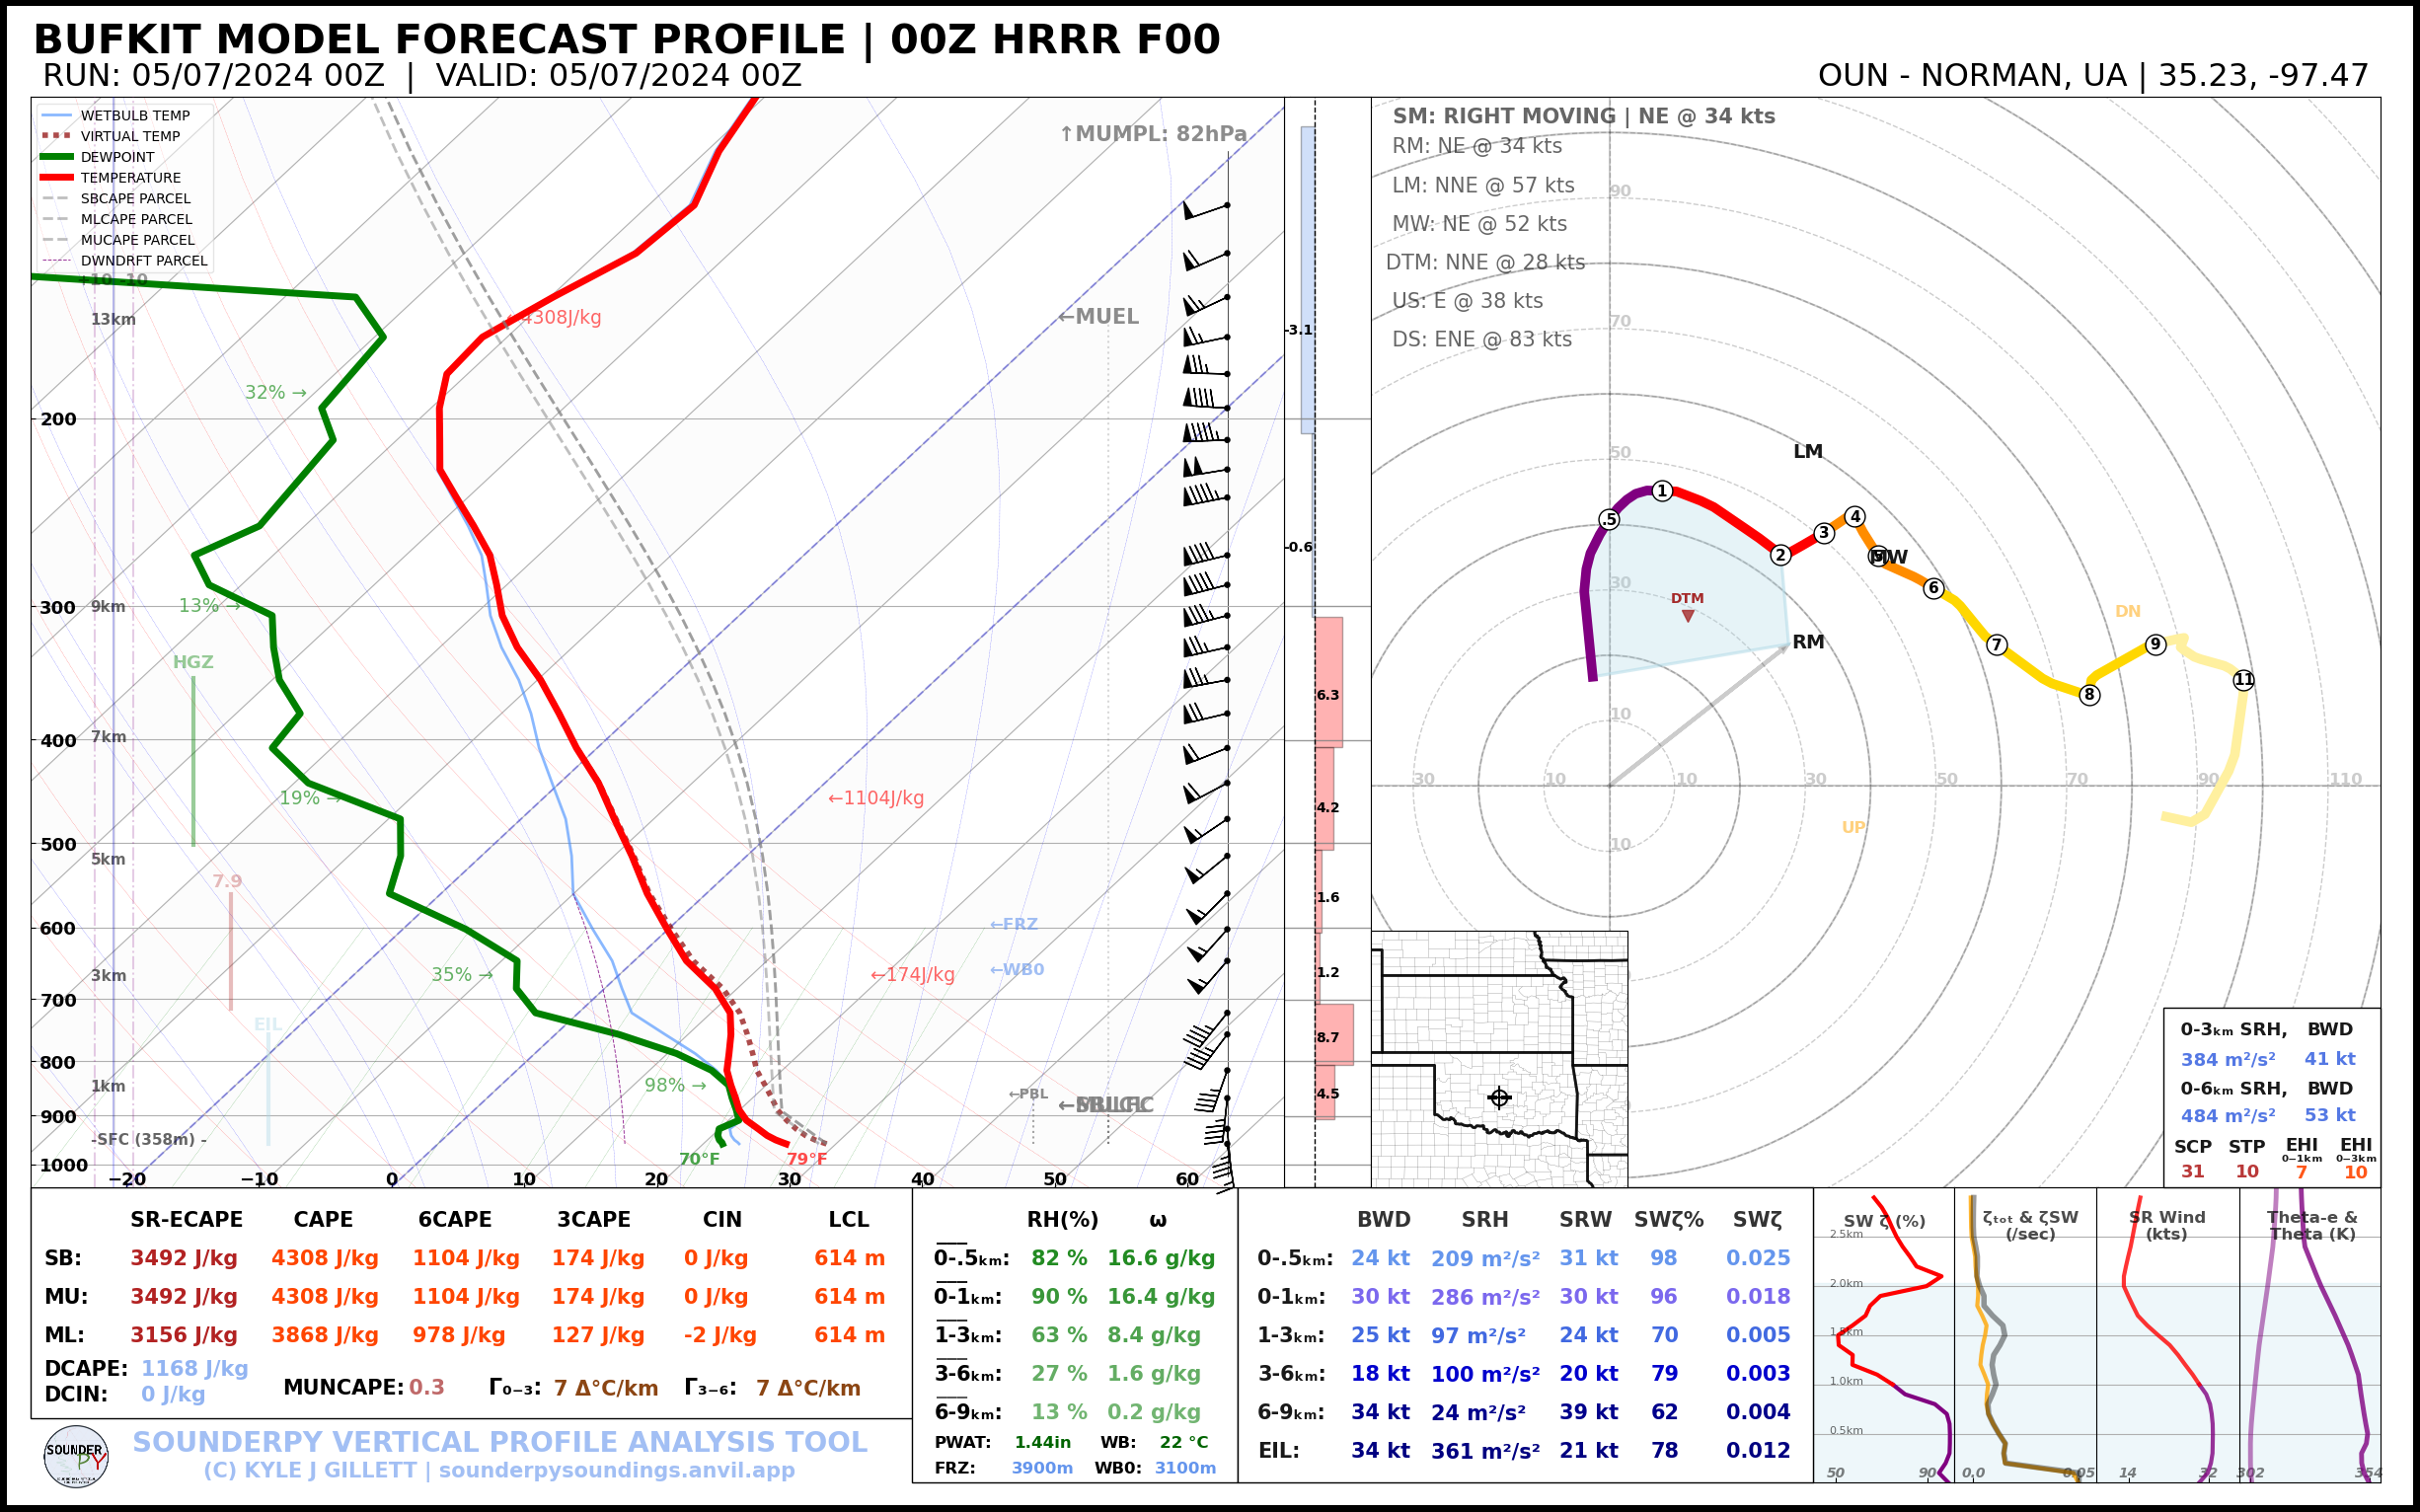 BUFKIT MODEL FORECAST PROFILE | 00Z HRRR F00
RUN: 05/07/2024 00Z | VALID: 05/07/2024 00Z
OUN - NORMAN, UA | 35.23, -97.47
WETBULB TEMP
VIRTUAL TEMP
DEWPOINT
TEMPERATURE
SBCAPE PARCEL
MLCAPE PARCEL
MUCAPE PARCEL
DWNDRFT PARCEL
+10 -10
13km
9km
7km
5km
3km
1km
-SFC (358m) -
200
300
400
500
600
700
800
900
1000
−20 −10 0 10 20 30 40 50 60
32% →
13% →
19% →
35% →
98% →
HGZ
7.9
EIL
←4308J/kg
←1104J/kg
←174J/kg
↑MUMPL: 82hPa
←MUEL
←FRZ
←WB0
←PBL
70°F 79°F
-3.1
-0.6
6.3
4.2
1.6
1.2
8.7
4.5
SM: RIGHT MOVING | NE @ 34 kts
RM: NE @ 34 kts
LM: NNE @ 57 kts
MW: NE @ 52 kts
DTM: NNE @ 28 kts
US: E @ 38 kts
DS: ENE @ 83 kts
90
70
50
30
10
10
30 10 10 30 50 70 90 110
LM
RM
MW
DTM
DN
UP
.5 1 2 3 4 6 7 8 9 11
0-3ₖₘ SRH, BWD
384 m²/s² 41 kt
0-6ₖₘ SRH, BWD
484 m²/s² 53 kt
SCP STP EHI EHI
0-1km 0-3km
31 10 7 10
SR-ECAPE CAPE 6CAPE 3CAPE CIN LCL
SB: 3492 J/kg 4308 J/kg 1104 J/kg 174 J/kg 0 J/kg 614 m
MU: 3492 J/kg 4308 J/kg 1104 J/kg 174 J/kg 0 J/kg 614 m
ML: 3156 J/kg 3868 J/kg 978 J/kg 127 J/kg -2 J/kg 614 m
DCAPE: 1168 J/kg
DCIN: 0 J/kg
MUNCAPE: 0.3 Γ₀₋₃: 7 Δ°C/km Γ₃₋₆: 7 Δ°C/km
SOUNDERPY VERTICAL PROFILE ANALYSIS TOOL
(C) KYLE J GILLETT | sounderpysoundings.anvil.app
SOUNDER
PY
RH(%) ω
0-.5ₖₘ: 82 % 16.6 g/kg
0-1ₖₘ: 90 % 16.4 g/kg
1-3ₖₘ: 63 % 8.4 g/kg
3-6ₖₘ: 27 % 1.6 g/kg
6-9ₖₘ: 13 % 0.2 g/kg
PWAT: 1.44in WB: 22 °C
FRZ: 3900m WB0: 3100m
BWD SRH SRW SWζ% SWζ
0-.5ₖₘ: 24 kt 209 m²/s² 31 kt 98 0.025
0-1ₖₘ: 30 kt 286 m²/s² 30 kt 96 0.018
1-3ₖₘ: 25 kt 97 m²/s² 24 kt 70 0.005
3-6ₖₘ: 18 kt 100 m²/s² 20 kt 79 0.003
6-9ₖₘ: 34 kt 24 m²/s² 39 kt 62 0.004
EIL: 34 kt 361 m²/s² 21 kt 78 0.012
SW ζ (%)
2.5km
2.0km
1.5km
1.0km
0.5km
50 90
ζₜₒₜ & ζSW
(/sec)
0.0 0.05
SR Wind
(kts)
14 32
Theta-e &
Theta (K)
302 354